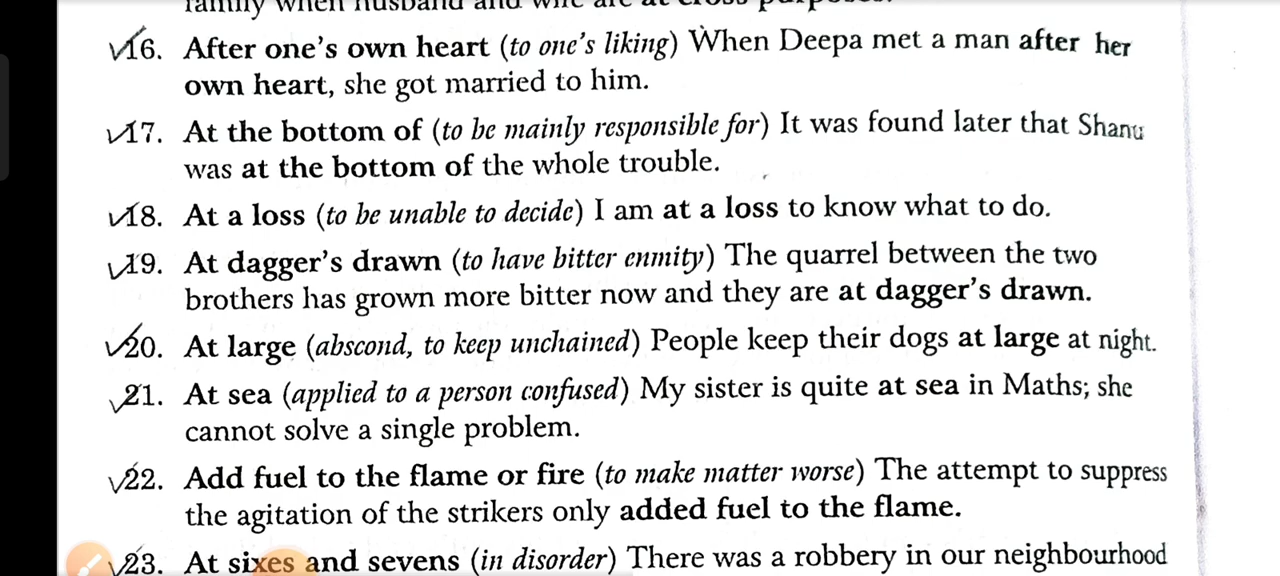 family when husband and wife are at cross purposes.
16. After one's own heart (to one's liking) When Deepa met a man after her
own heart, she got married to him.
17. At the bottom of (to be mainly responsible for) It was found later that Shanu
was at the bottom of the whole trouble.
18. At a loss (to be unable to decide) I am at a loss to know what to do.
19. At dagger's drawn (to have bitter enmity) The quarrel between the two
brothers has grown more bitter now and they are at dagger's drawn.
20. At large (abscond, to keep unchained) People keep their dogs at large at night.
21. At sea (applied to a person confused) My sister is quite at sea in Maths; she
cannot solve a single problem.
22. Add fuel to the flame or fire (to make matter worse) The attempt to suppress
the agitation of the strikers only added fuel to the flame.
23. At sixes and sevens (in disorder) There was a robbery in our neighbourhood